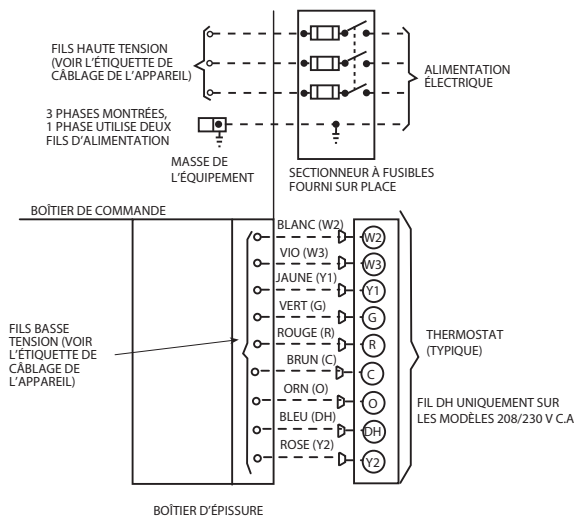 FILS HAUTE TENSION
(VOIR L'ÉTIQUETTE DE
CÂBLAGE DE L'APPAREIL)
ALIMENTATION
ÉLECTRIQUE
3 PHASES MONTRÉES,
1 PHASE UTILISE DEUX
FILS D'ALIMENTATION
MASSE DE
L'ÉQUIPEMENT
SECTIONNEUR À FUSIBLES
FOURNI SUR PLACE
BOÎTIER DE COMMANDE
BLANC (W2)
W2
VIO (W3)
W3
JAUNE (Y1)
Y1
VERT (G)
G
ROUGE (R)
R
BRUN (C)
C
ORN (O)
O
BLEU (DH)
DH
ROSE (Y2)
Y2
FILS BASSE
TENSION (VOIR
L'ÉTIQUETTE DE
CÂBLAGE DE
L'APPAREIL)
THERMOSTAT
(TYPIQUE)
FIL DH UNIQUEMENT SUR
LES MODÈLES 208/230 V C.A
BOÎTIER D'ÉPISSURE